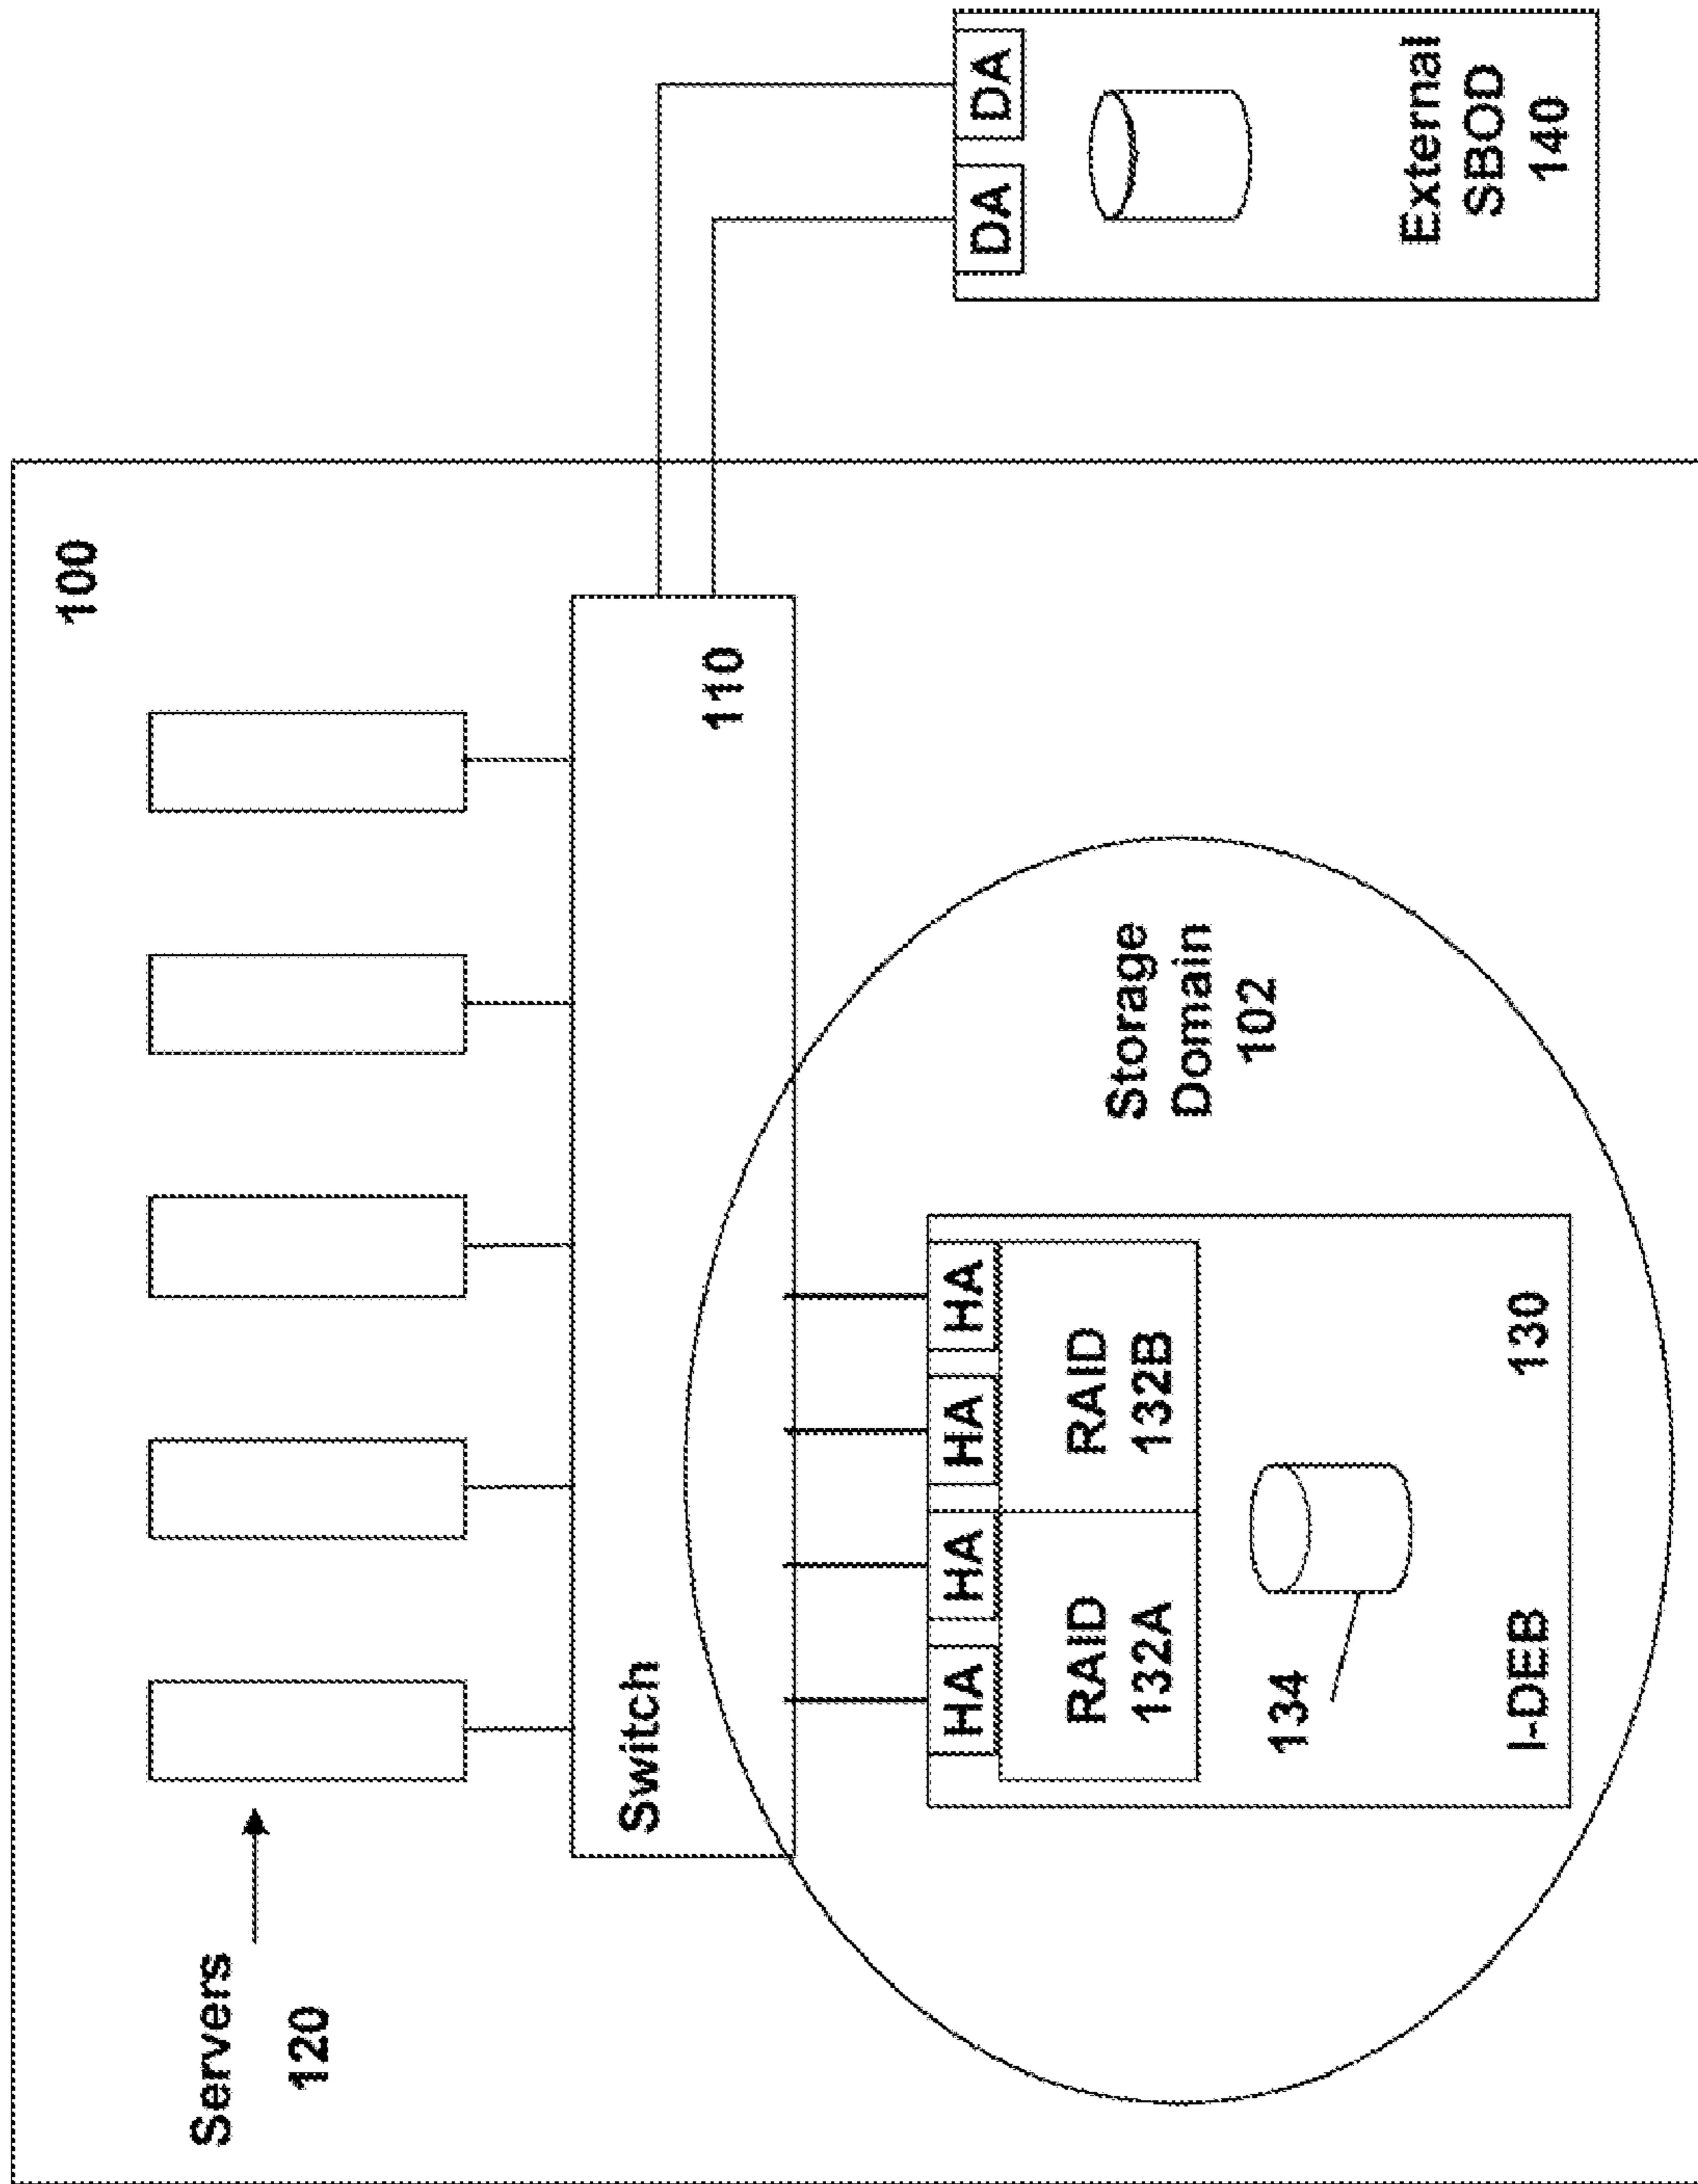 100
Servers
120
Switch
110
Storage
Domain
102
HA
HA
HA
HA
RAID
132A
RAID
132B
134
I-DEB
130
DA
DA
External
SBOD
140